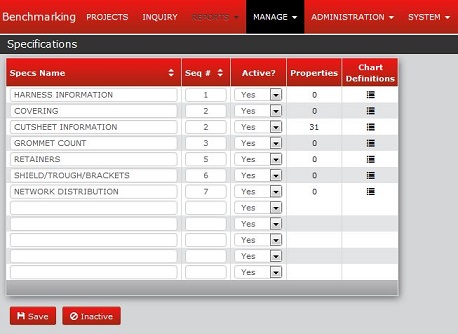 Benchmarking PROJECTS INQUIRY REPORTS MANAGE ADMINISTRATION SYSTEM
Specifications
Specs Name Seq # Active? Properties Chart Definitions
HARNESS INFORMATION 1 Yes 0
COVERING 2 Yes 0
CUTSHEET INFORMATION 2 Yes 31
GROMMET COUNT 3 Yes 0
RETAINERS 5 Yes 0
SHIELD/TROUGH/BRACKETS 6 Yes 0
NETWORK DISTRIBUTION 7 Yes 0
Yes
Yes
Yes
Yes
Yes
Save Inactive